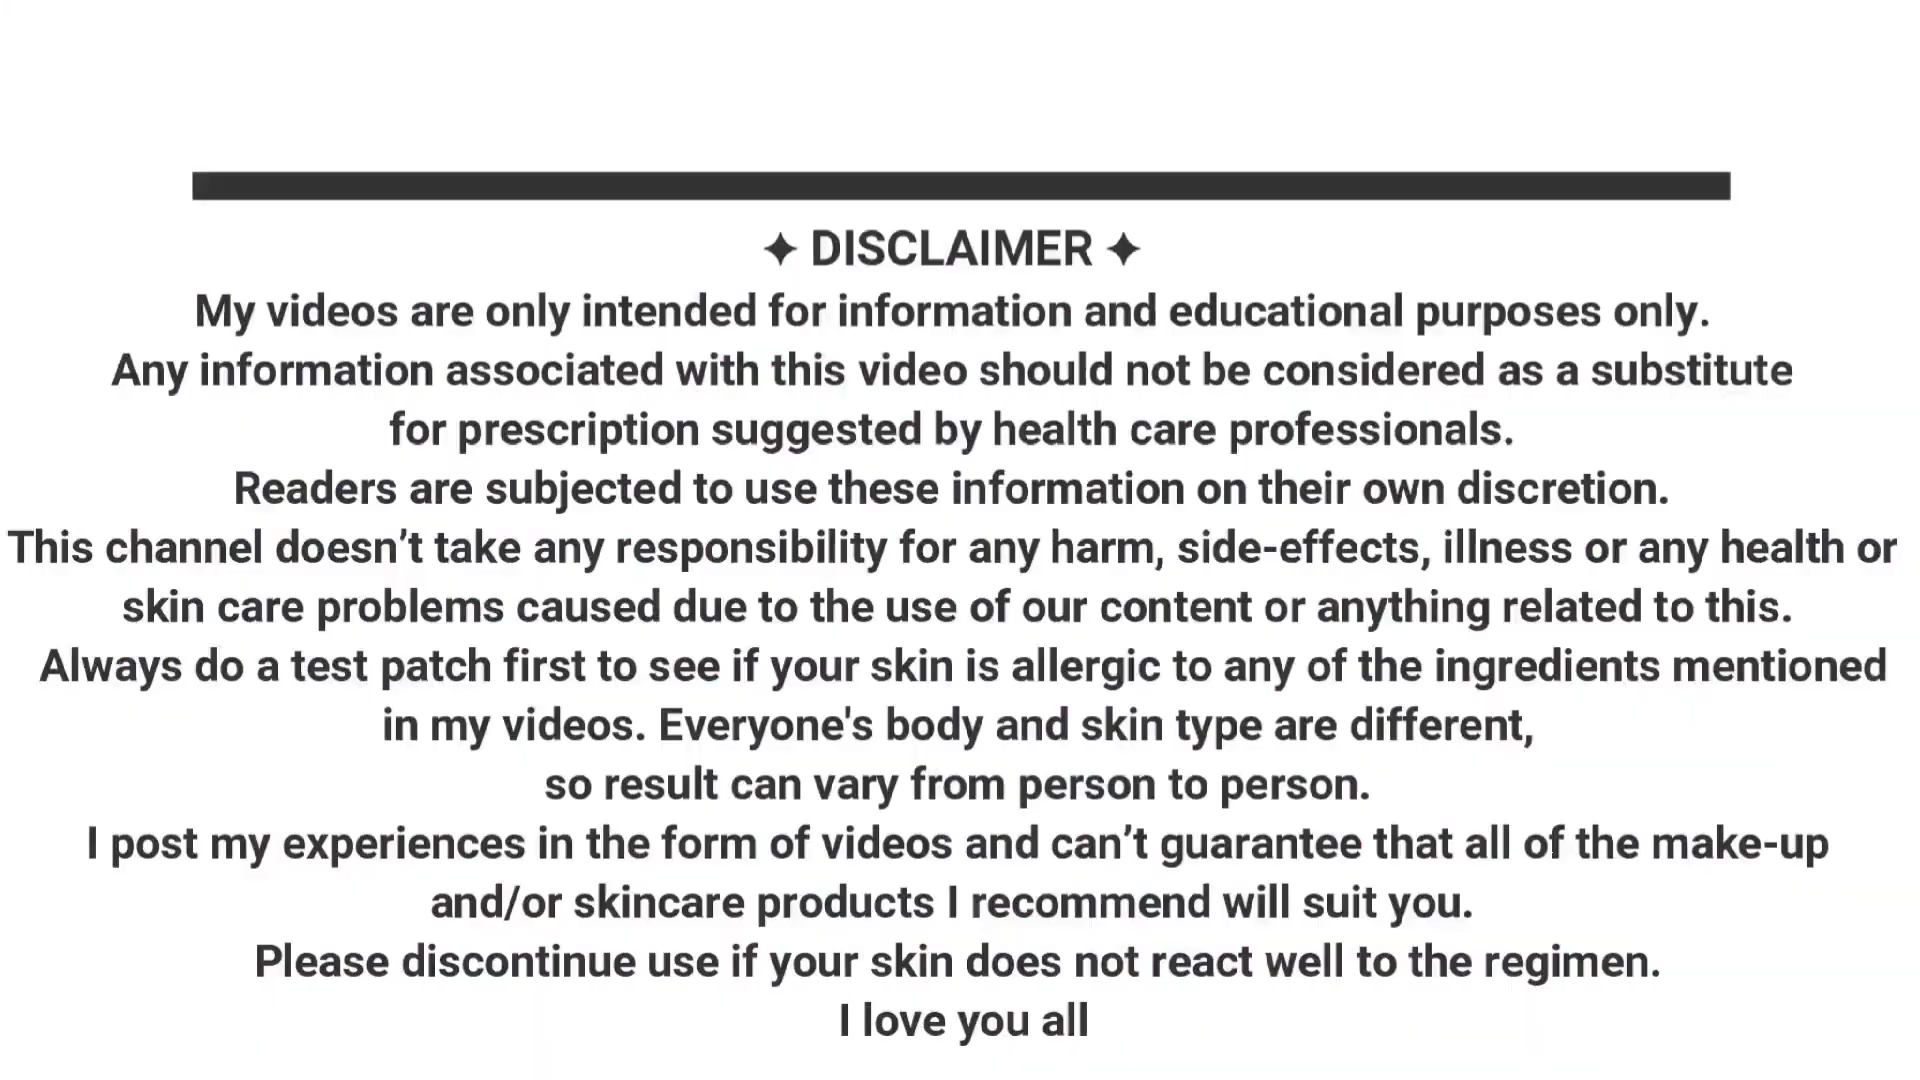 ✦ DISCLAIMER ✦
My videos are only intended for information and educational purposes only.
Any information associated with this video should not be considered as a substitute
for prescription suggested by health care professionals.
Readers are subjected to use these information on their own discretion.
This channel doesn’t take any responsibility for any harm, side-effects, illness or any health or
skin care problems caused due to the use of our content or anything related to this.
Always do a test patch first to see if your skin is allergic to any of the ingredients mentioned
in my videos. Everyone's body and skin type are different,
so result can vary from person to person.
I post my experiences in the form of videos and can’t guarantee that all of the make-up
and/or skincare products I recommend will suit you.
Please discontinue use if your skin does not react well to the regimen.
I love you all